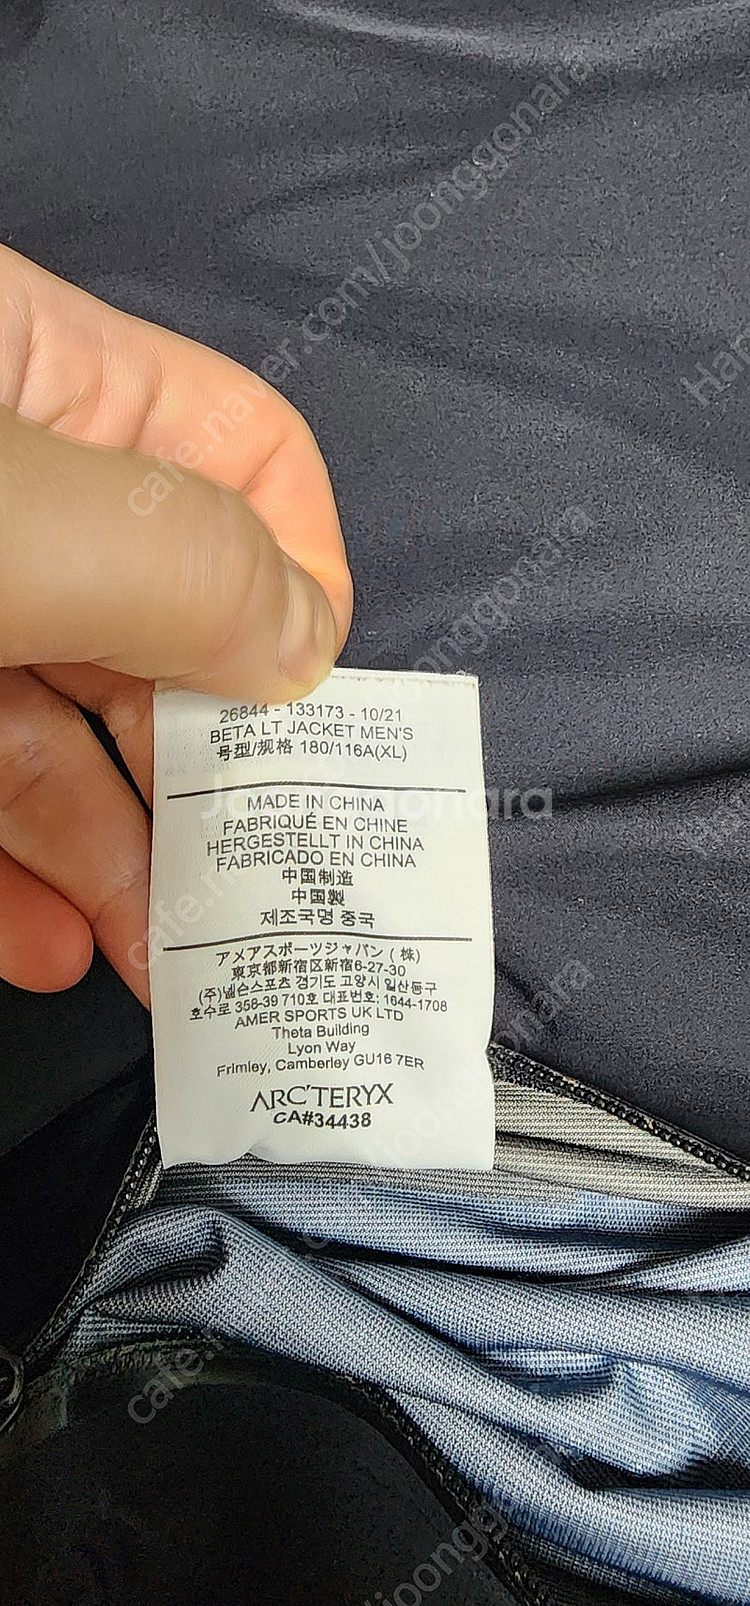 26844 - 133173 - 10/21
BETA LT JACKET MEN'S
号型/规格 180/116A(XL)
MADE IN CHINA
FABRIQUÉ EN CHINE
HERGESTELLT IN CHINA
FABRICADO EN CHINA
中国制造
中国製
제조국명 중국
アメアスポーツジャパン (株)
東京都新宿区新宿6-27-30
(주)넬슨스포츠 경기도 고양시 일산동구
호수로 358-39 710호 대표번호: 1644-1708
AMER SPORTS UK LTD
Theta Building
Lyon Way
Frimley, Camberley GU16 7ER
ARC'TERYX
CA#34438
Joonggonara
cafe.naver.com/joonggonara